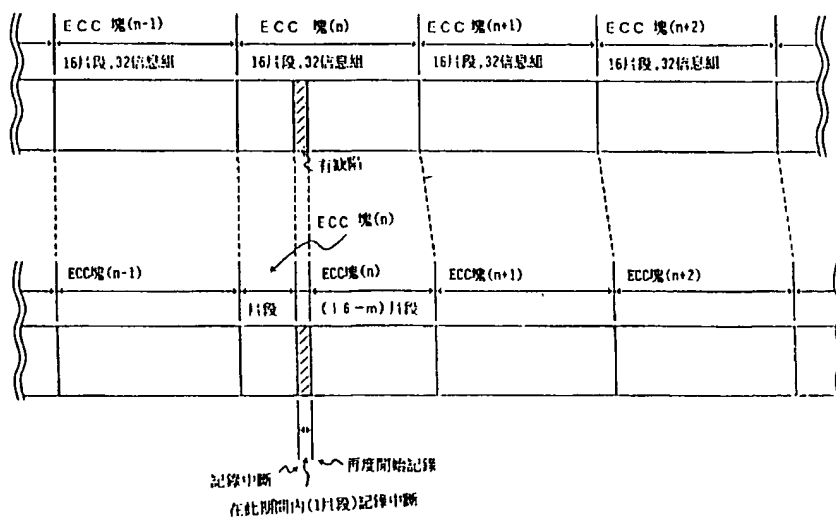 ECC 塊(n-1) ECC 塊(n) ECC 塊(n+1) ECC 塊(n+2)
16片段,32信息組 16片段,32信息組 16片段,32信息組 16片段,32信息組
有缺陷
ECC 塊(n)
ECC塊(n-1) ECC塊(n) ECC塊(n+1) ECC塊(n+2)
片段 (16-m)片段
記錄中斷 再度開始記錄
在此期間内(1片段)記錄中斷